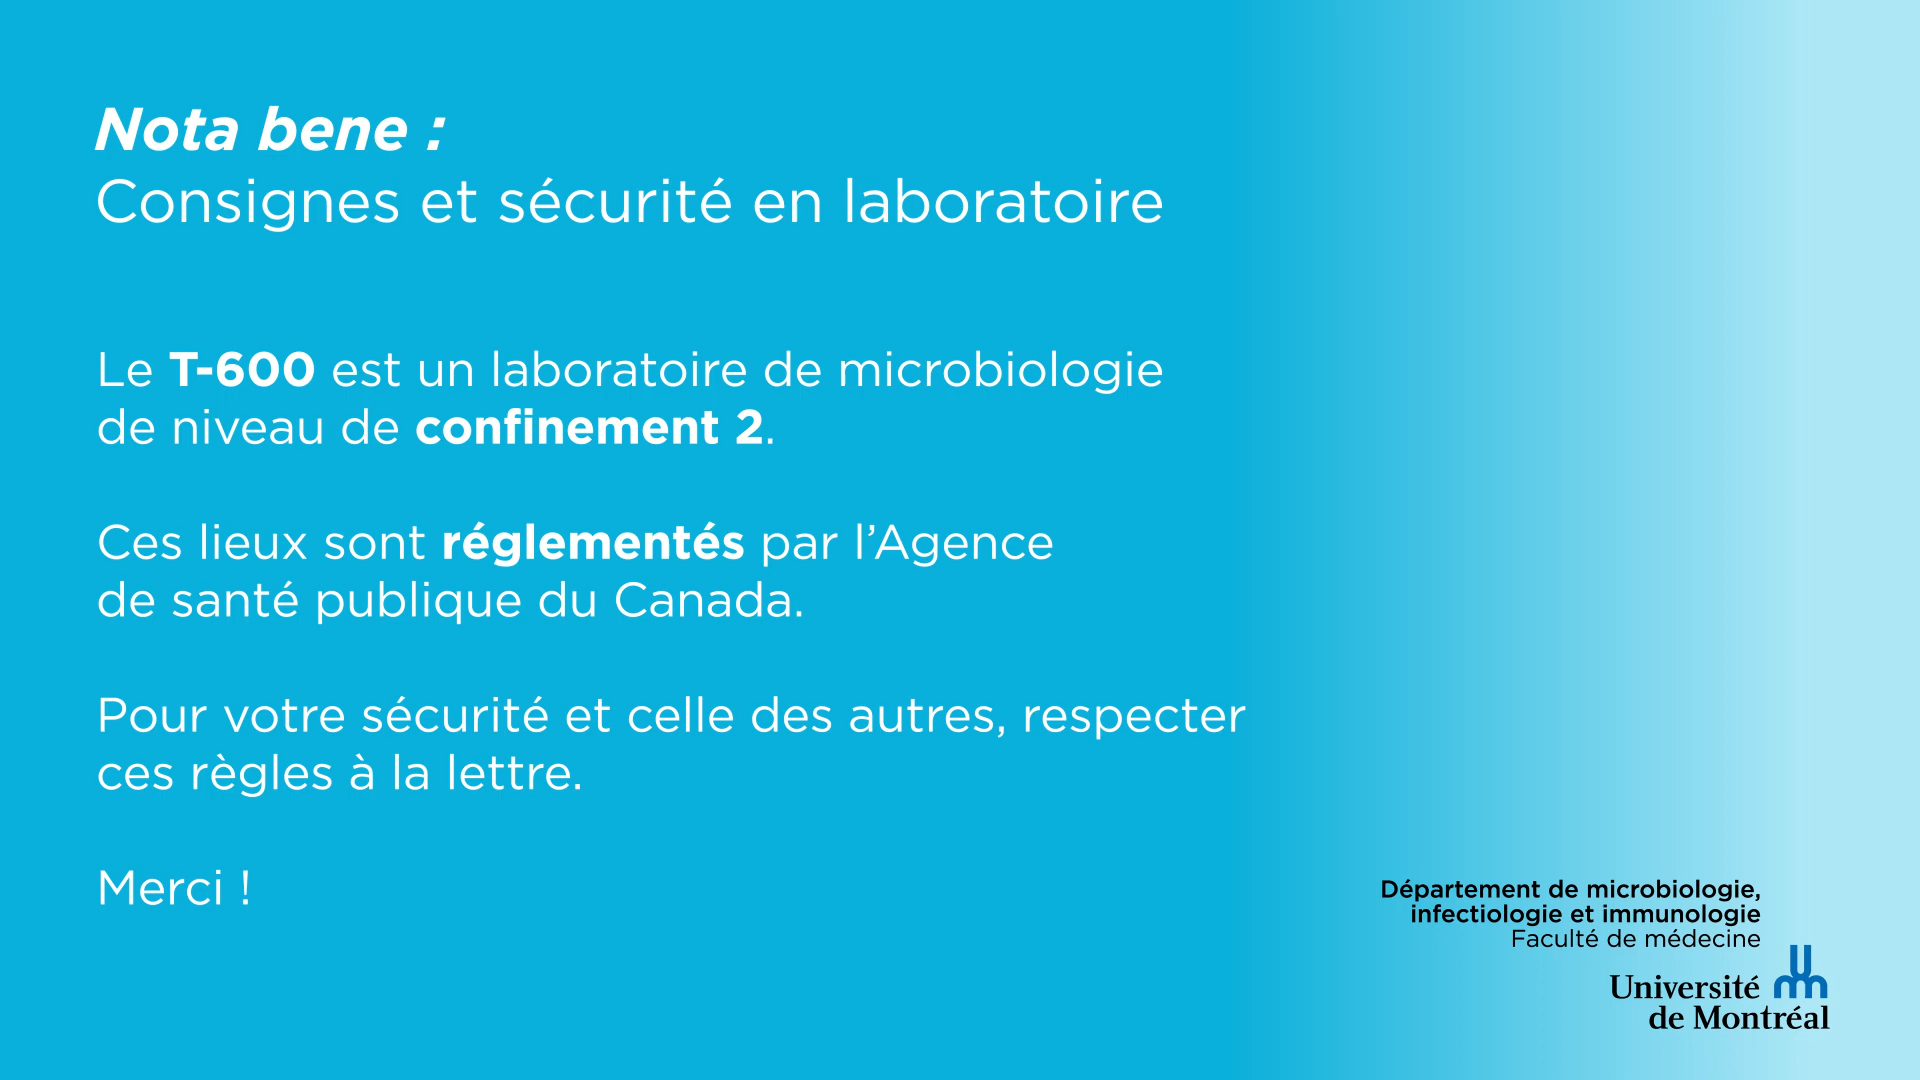 Nota bene :
Consignes et sécurité en laboratoire
Le T-600 est un laboratoire de microbiologie
de niveau de confinement 2.
Ces lieux sont réglementés par l’Agence
de santé publique du Canada.
Pour votre sécurité et celle des autres, respecter
ces règles à la lettre.
Merci !
Département de microbiologie,
infectiologie et immunologie
Faculté de médecine
Université
de Montréal